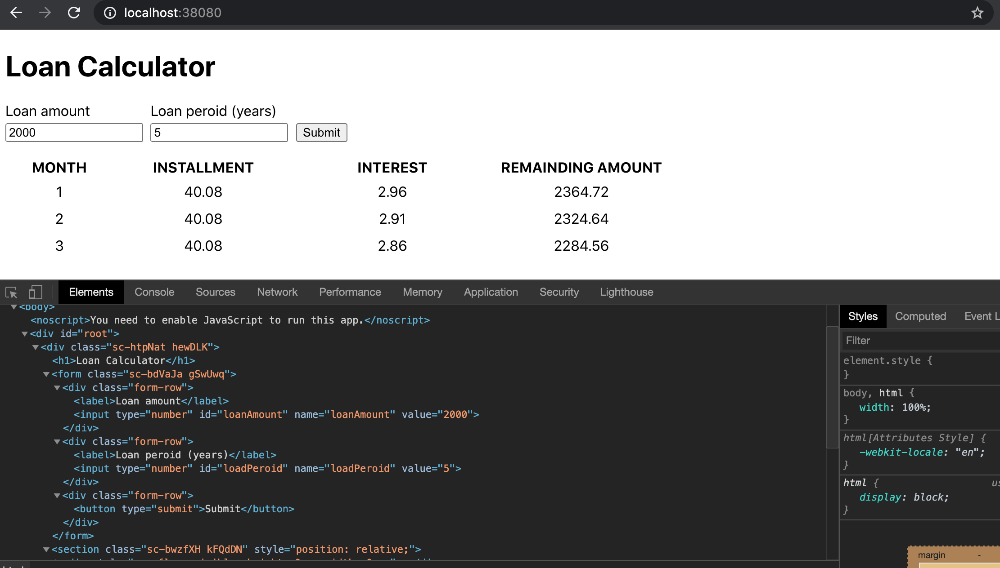 localhost:38080
Loan Calculator
Loan amount Loan peroid (years)
2000 5 Submit
MONTH INSTALLMENT INTEREST REMAINDING AMOUNT
1 40.08 2.96 2364.72
2 40.08 2.91 2324.64
3 40.08 2.86 2284.56
Elements Console Sources Network Performance Memory Application Security Lighthouse
<body>
<noscript>You need to enable JavaScript to run this app.</noscript>
<div id="root">
<div class="sc-htpNat hewDLK">
<h1>Loan Calculator</h1>
<form class="sc-bdVaJa gSwUwq">
<div class="form-row">
<label>Loan amount</label>
<input type="number" id="loanAmount" name="loanAmount" value="2000">
</div>
<div class="form-row">
<label>Loan peroid (years)</label>
<input type="number" id="loadPeroid" name="loadPeroid" value="5">
</div>
<div class="form-row">
<button type="submit">Submit</button>
</div>
</form>
<section class="sc-bwzfXH kFQdDN" style="position: relative;">
Styles Computed Event L
Filter
element.style {
}
body, html {
width: 100%;
}
html[Attributes Style] {
-webkit-locale: "en";
}
html { us
display: block;
}
margin -